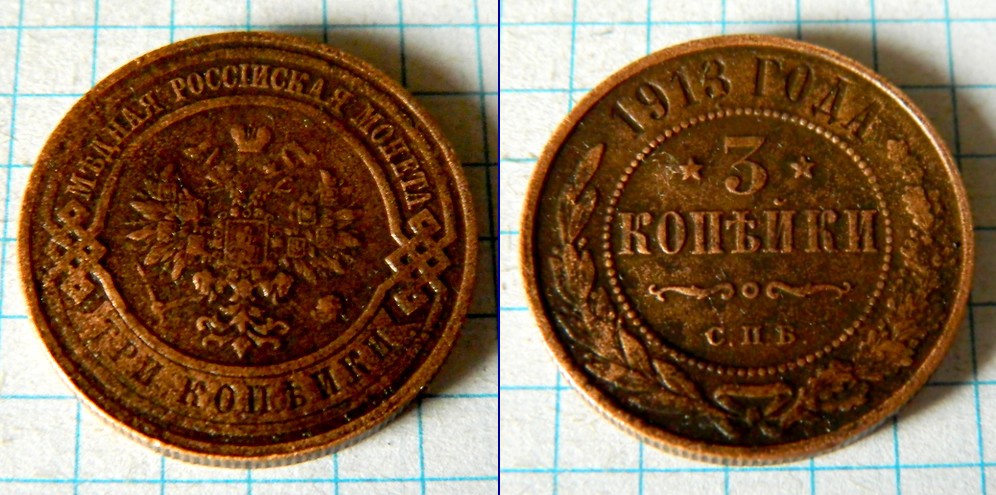 МѢДНАЯ РОССІЙСКАЯ МОНЕТА
ТРИ КОПѢЙКИ
1913 ГОДА
3
КОПѢЙКИ
С.П.Б.